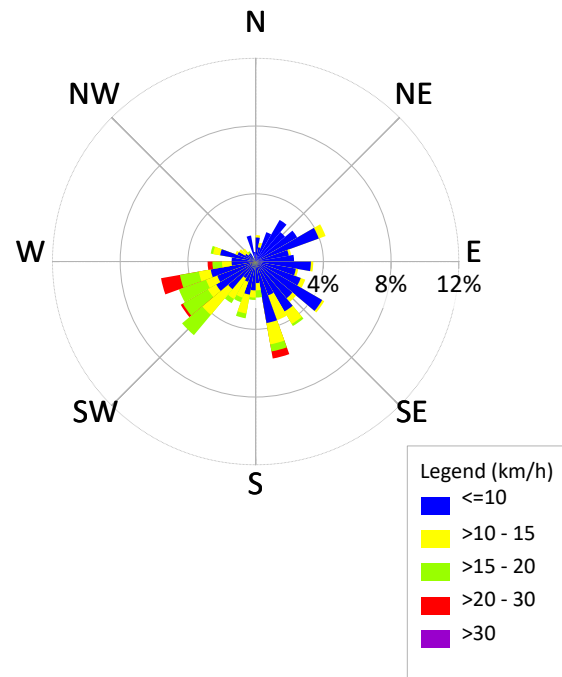 N
NW
NE
W
E
4%
8%
12%
SW
SE
S
Legend (km/h)
<=10
>10 - 15
>15 - 20
>20 - 30
>30